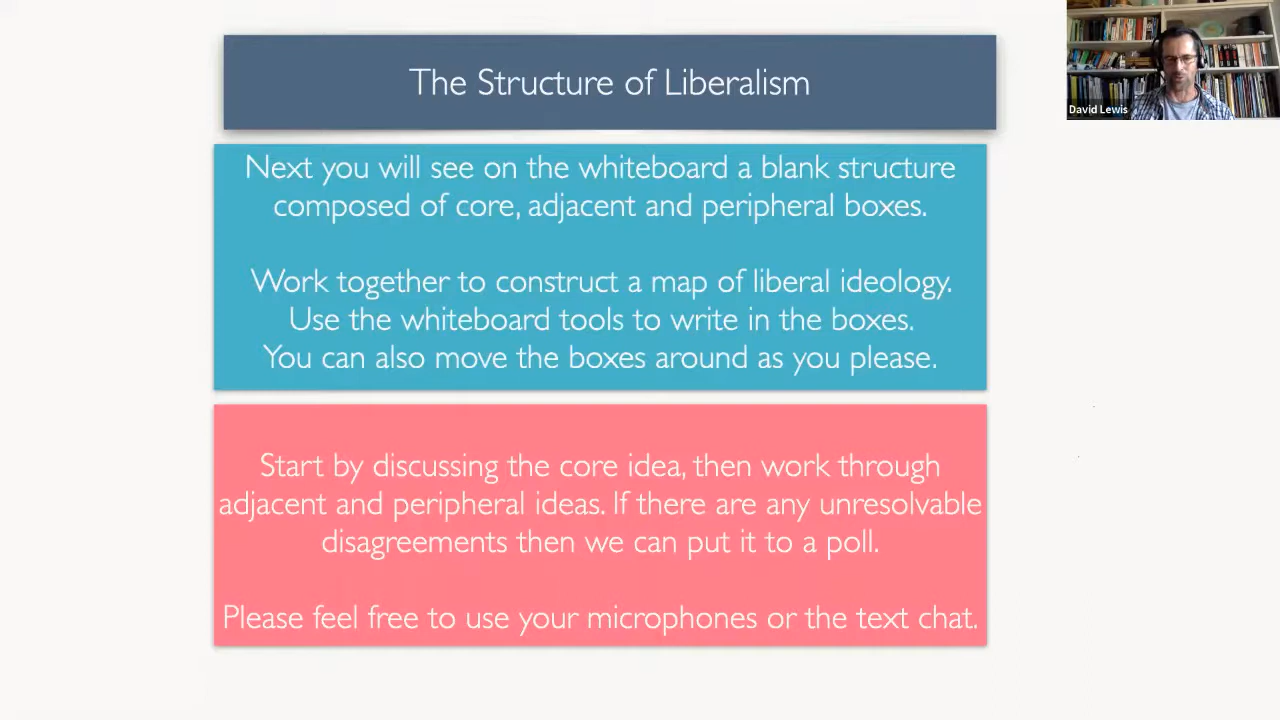 The Structure of Liberalism
David Lewis
Next you will see on the whiteboard a blank structure
composed of core, adjacent and peripheral boxes.
Work together to construct a map of liberal ideology.
Use the whiteboard tools to write in the boxes.
You can also move the boxes around as you please.
Start by discussing the core idea, then work through
adjacent and peripheral ideas. If there are any unresolvable
disagreements then we can put it to a poll.
Please feel free to use your microphones or the text chat.